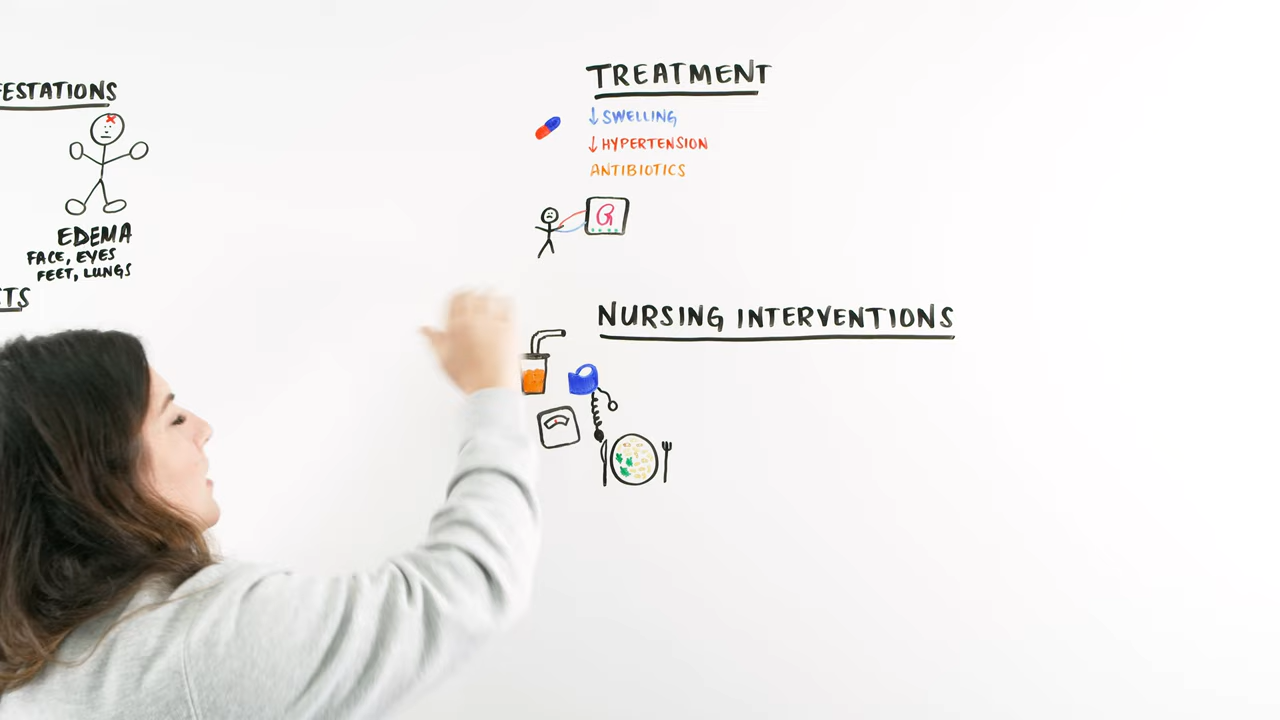 FESTATIONS
EDEMA
FACE, EYES
FEET, LUNGS
TS
TREATMENT
↓ SWELLING
↓ HYPERTENSION
ANTIBIOTICS
NURSING INTERVENTIONS